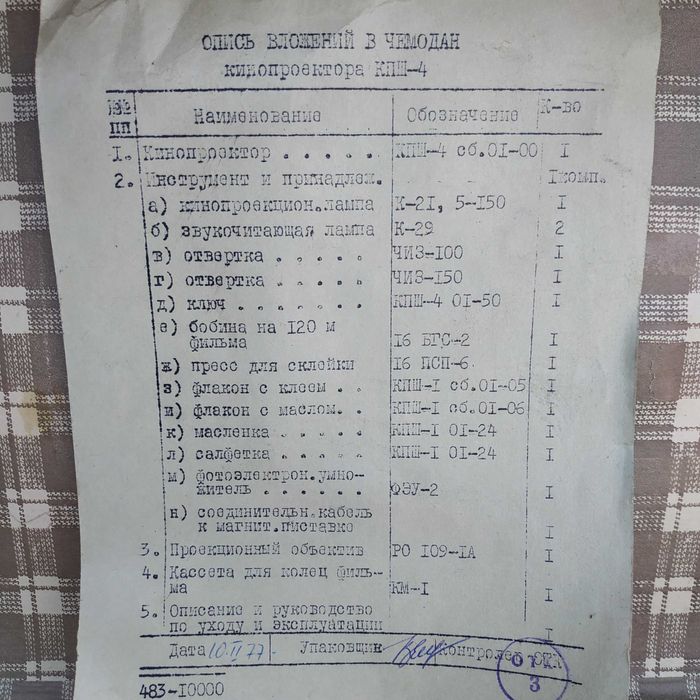 ОПИСЬ ВЛОЖЕНИЙ В ЧЕМОДАН
кинопроектора КПШ-4
№№ пп Наименование Обозначение К-во
I. Кинопроектор . . . . . КПШ-4 сб.01-00 I
2. Инструмент и принадлеж. Iкомп.
а) кинопроекцион.лампа К-2I, 5-I50 I
б) звукочитающая лампа К-29 2
в) отвертка . . . . . ЧИЗ-I00 I
г) отвертка . . . . . ЧИЗ-I50 I
д) ключ . . . . . . . КПШ-4 0I-50 I
е) бобина на I20 м
фильма I6 БГС-2 I
ж) пресс для склейки I6 ПСП-6. I
з) флакон с клеем . . КПШ-I сб.0I-05 I
и) флакон с маслом. . КПШ-I сб.0I-06 I
к) масленка . . . . . КПШ-I 0I-24 I
л) салфетка . . . . . КПШ-I 0I-24 I
м) фотоэлектрон.умно-
житель . . . . . . ФЭУ-2 I
н) соединительн.кабель
к магнит.писТавке I
3. Проекционный объектив РО I09-IА I
4. Кассета для колец филь-
ма КМ-I I
5. Описание и руководство
по уходу и эксплуатации I
Дата 10.II 77 Упаковщик Контролер ОТК
ОТК
3
483-I0000